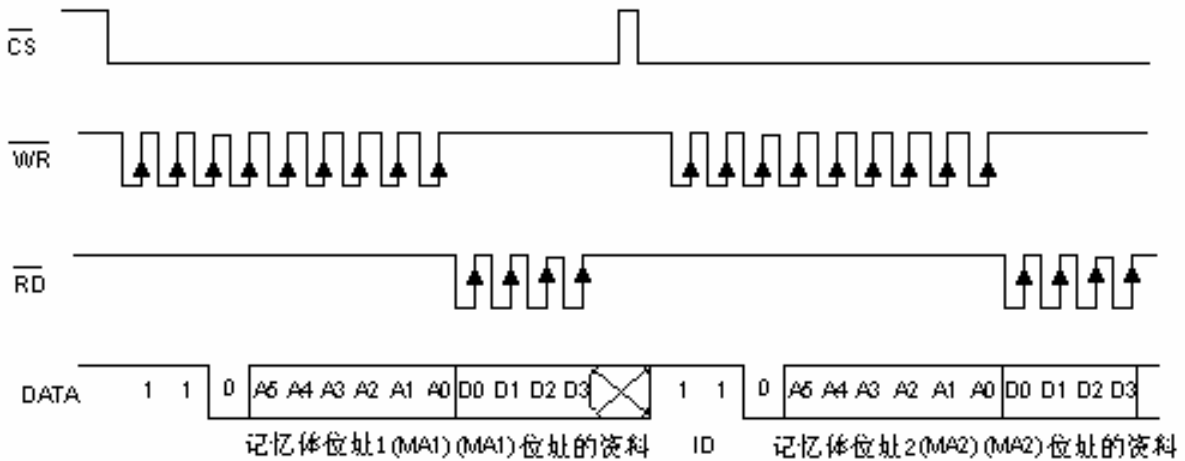 CS
WR
RD
DATA 1 1 0 A5 A4 A3 A2 A1 A0 D0 D1 D2 D3 1 1 0 A5 A4 A3 A2 A1 A0 D0 D1 D2 D3
记忆体位址1(MA1)(MA1)位址的资料 ID 记忆体位址2(MA2)(MA2)位址的资料